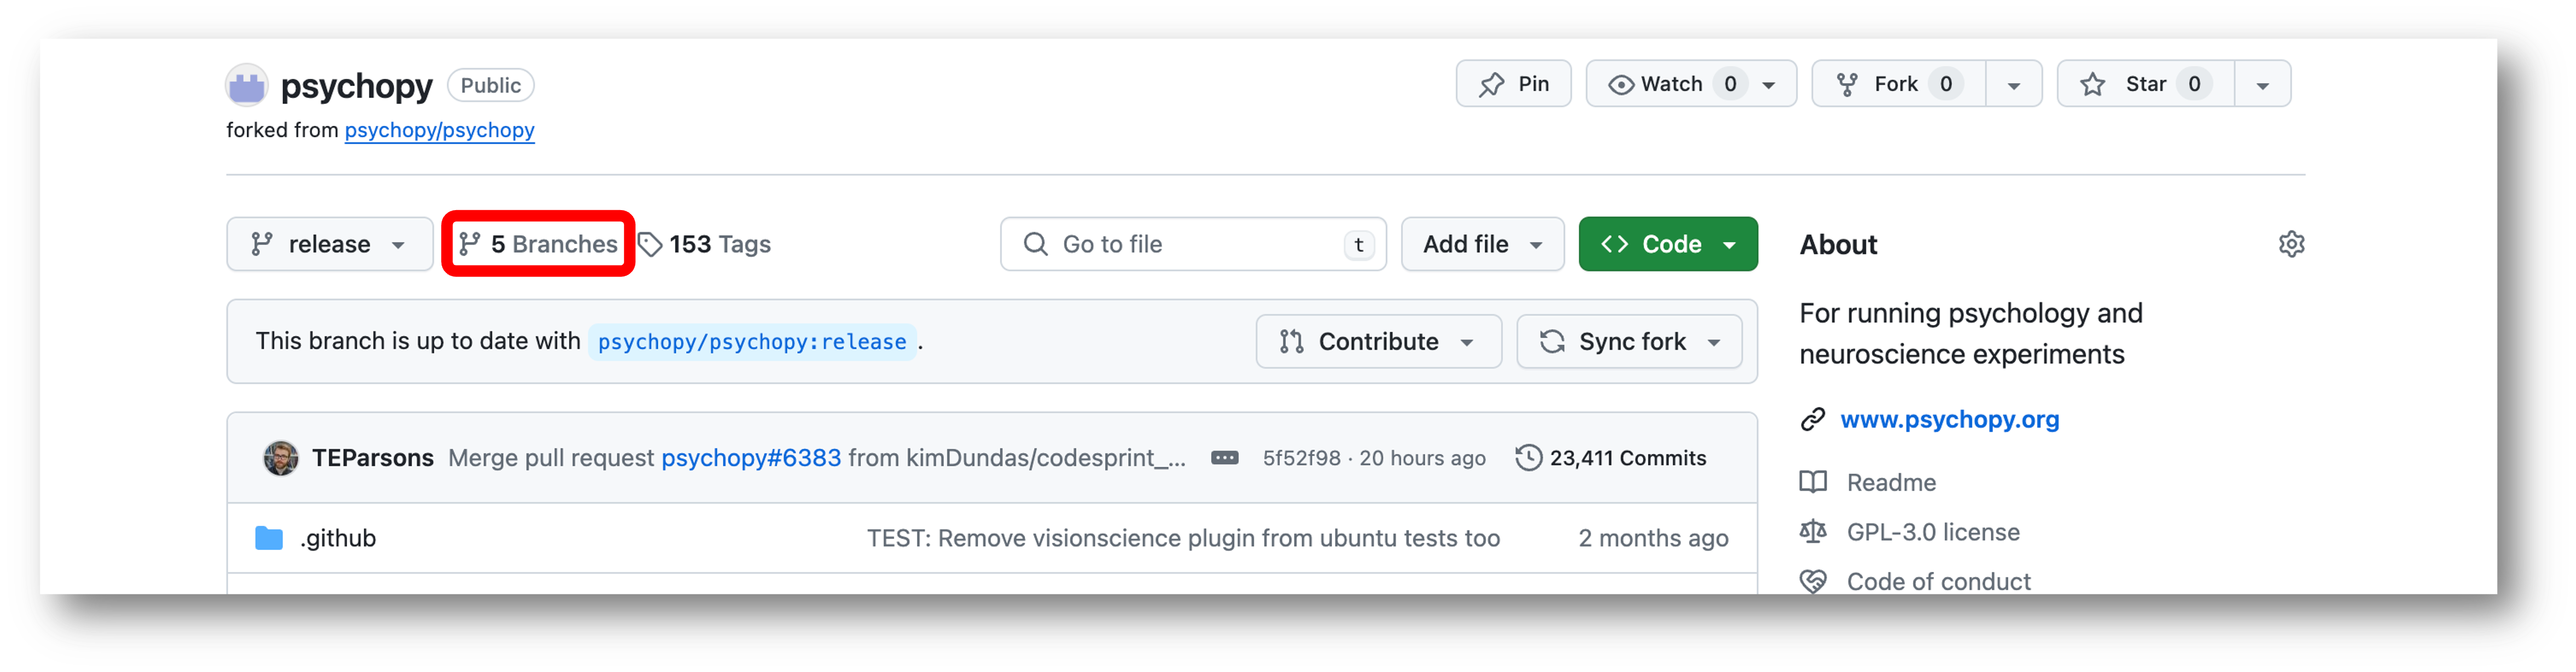 psychopy Public Pin Watch 0 Fork 0 Star 0
forked from psychopy/psychopy
release 5 Branches 153 Tags Go to file t Add file Code
This branch is up to date with psychopy/psychopy:release . Contribute Sync fork
TEParsons Merge pull request psychopy#6383 from kimDundas/codesprint_... 5f52f98 · 20 hours ago 23,411 Commits
.github TEST: Remove visionscience plugin from ubuntu tests too 2 months ago
About
For running psychology and
neuroscience experiments
www.psychopy.org
Readme
GPL-3.0 license
Code of conduct